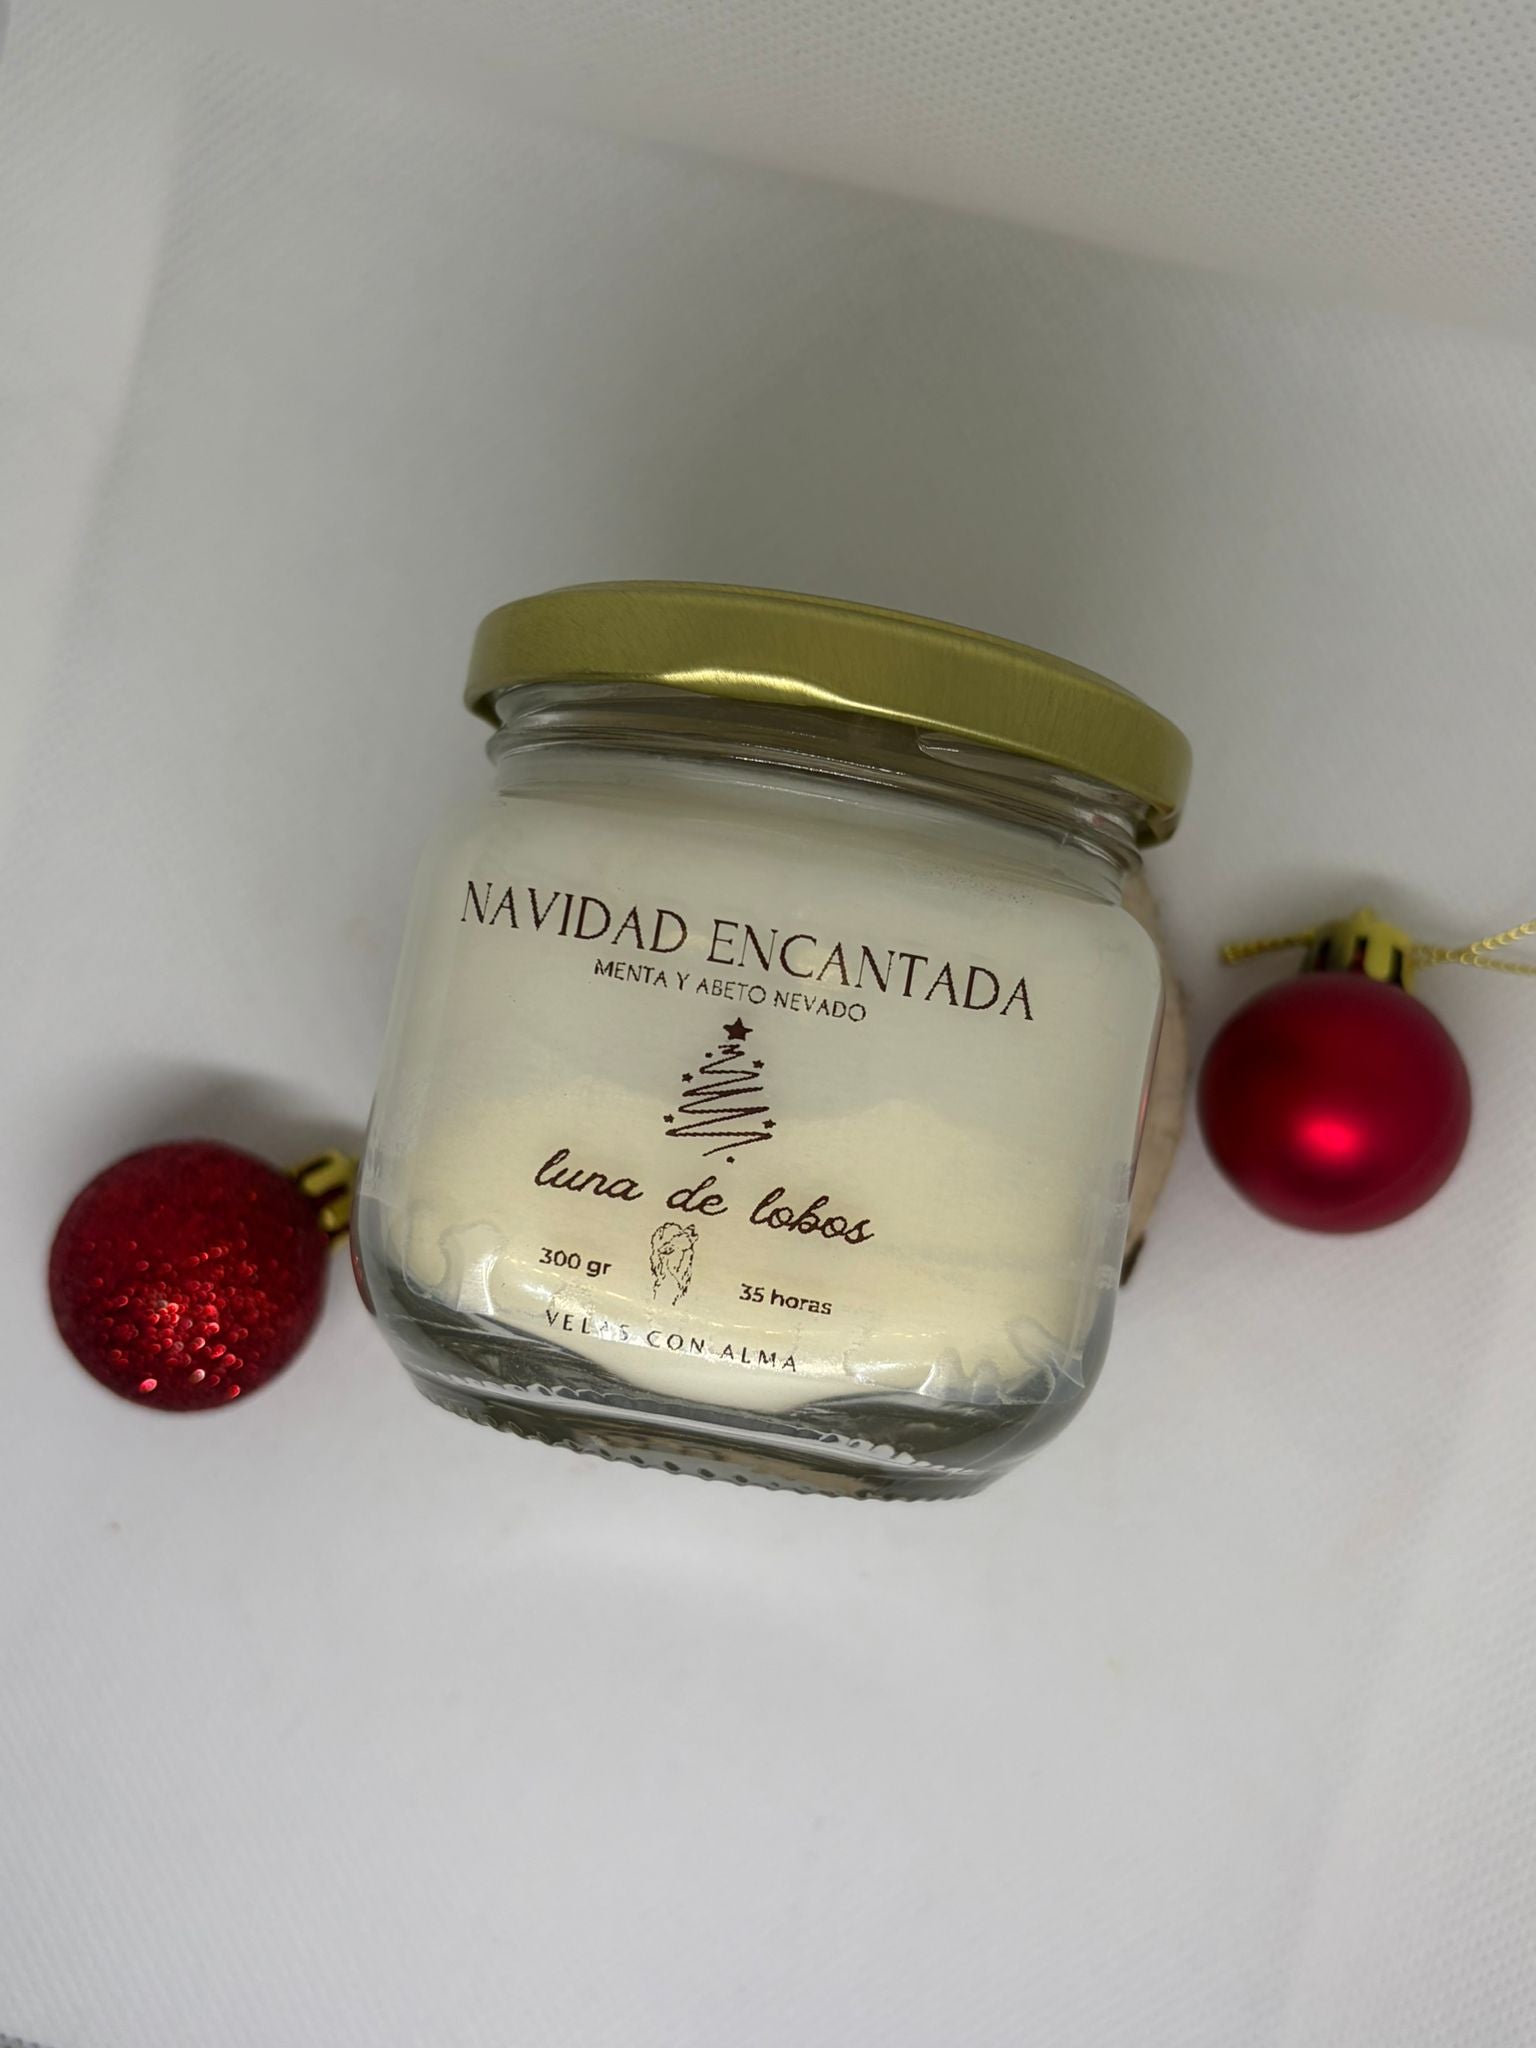 NAVIDAD ENCANTADA
MENTA Y ABETO NEVADO
luna de lobos
300 gr
35 horas
VELAS CON ALMA